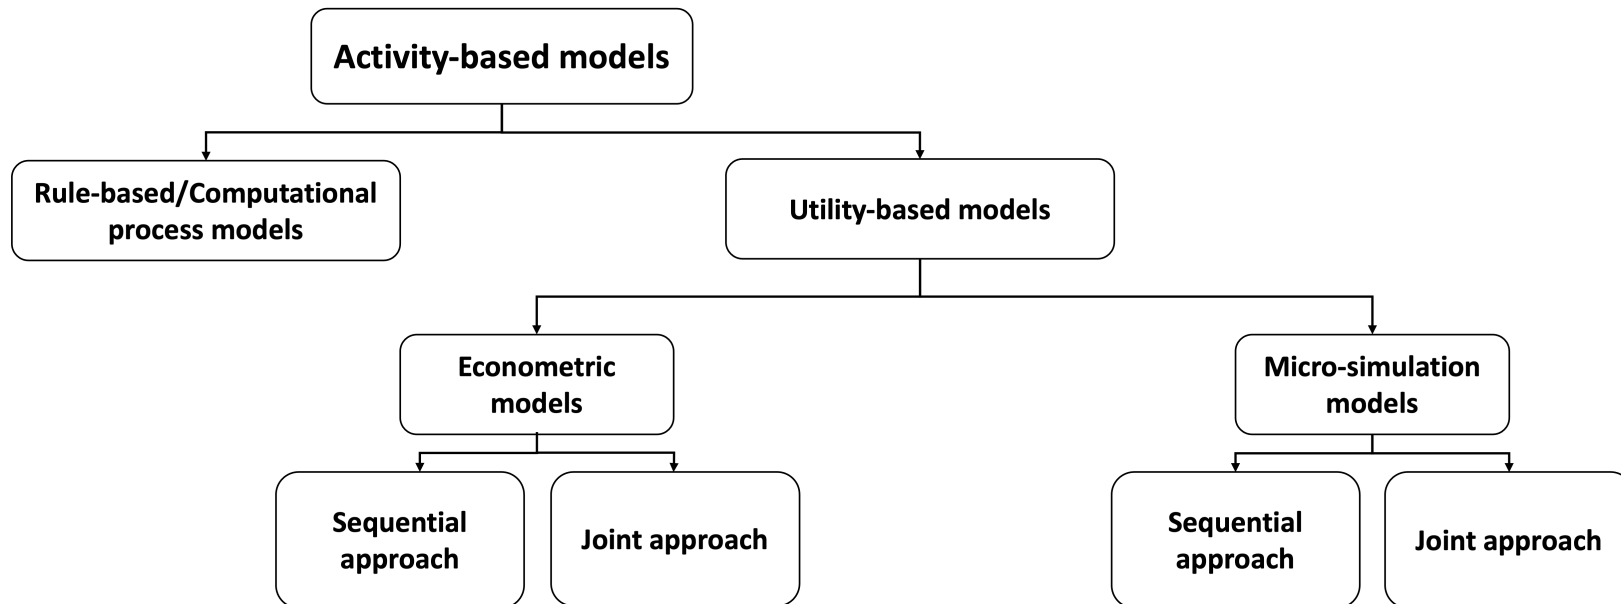 Activity-based models
Rule-based/Computational
process models
Utility-based models
Econometric
models
Micro-simulation
models
Sequential
approach
Joint approach
Sequential
approach
Joint approach